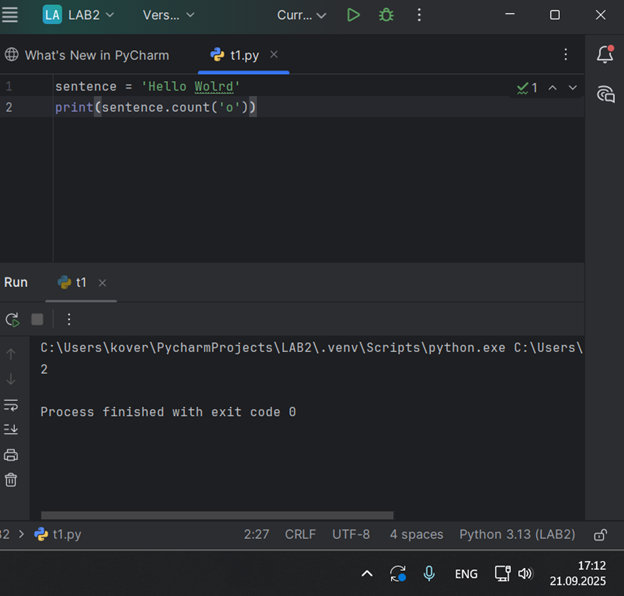 LA LAB2 Vers... Curr...
What's New in PyCharm t1.py
1 sentence = 'Hello Wolrd' 1
2 print(sentence.count('o'))
Run t1
C:\Users\kover\PycharmProjects\LAB2\.venv\Scripts\python.exe C:\Users\
2
Process finished with exit code 0
32 > t1.py 2:27 CRLF UTF-8 4 spaces Python 3.13 (LAB2)
ENG 17:12
21.09.2025